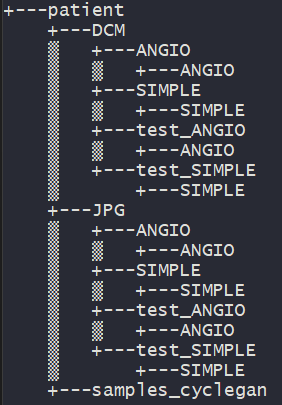 +---patient
    +---DCM
    ▒   +---ANGIO
    ▒   ▒   +---ANGIO
    ▒   +---SIMPLE
    ▒       +---SIMPLE
    ▒   +---test_ANGIO
    ▒   ▒   +---ANGIO
    ▒   +---test_SIMPLE
    ▒       +---SIMPLE
    +---JPG
    ▒   +---ANGIO
    ▒   ▒   +---ANGIO
    ▒   +---SIMPLE
    ▒   ▒   +---SIMPLE
    ▒   +---test_ANGIO
    ▒   ▒   +---ANGIO
    ▒   +---test_SIMPLE
    ▒       +---SIMPLE
    +---samples_cyclegan